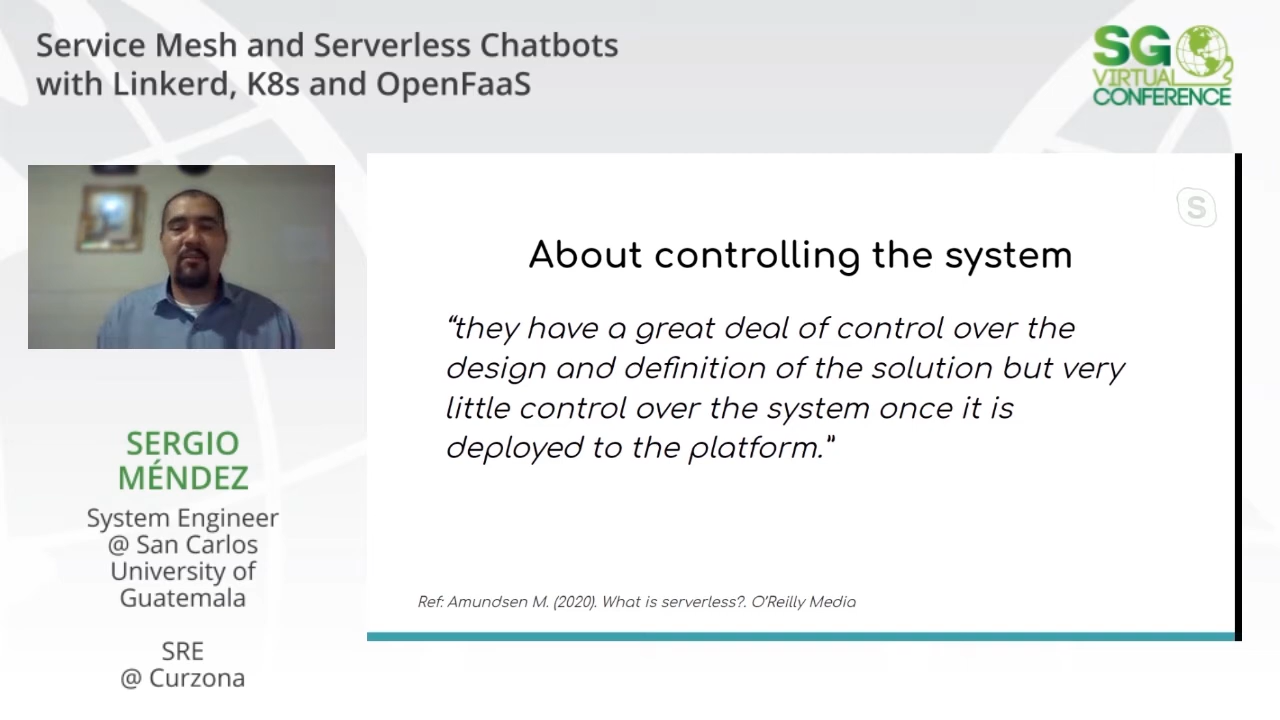 Service Mesh and Serverless Chatbots
with Linkerd, K8s and OpenFaaS
SG
VIRTUAL
CONFERENCE
S
About controlling the system
“they have a great deal of control over the
design and definition of the solution but very
little control over the system once it is
deployed to the platform.”
Ref: Amundsen M. (2020). What is serverless?. O’Reilly Media
SERGIO
MÉNDEZ
System Engineer
@ San Carlos
University of
Guatemala
SRE
@ Curzona